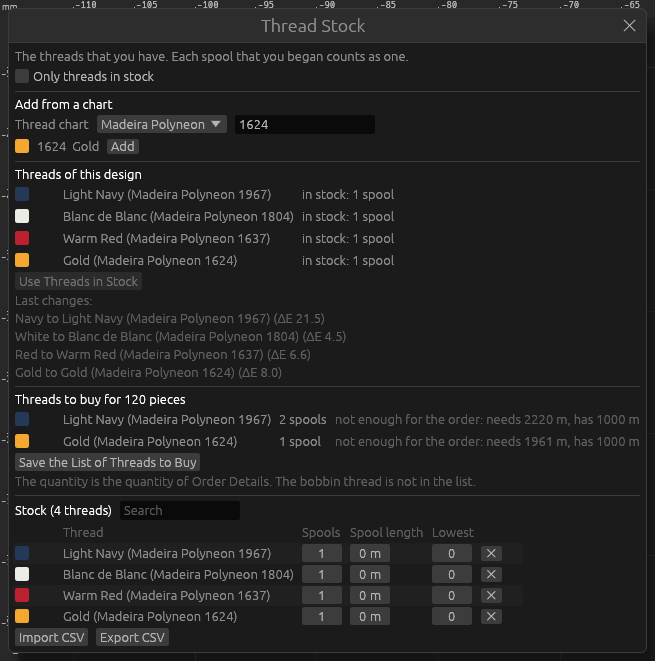 mm -110 -105 -100 -95 -90 -85 -80 -75 -70 -65
Thread Stock
The threads that you have. Each spool that you began counts as one.
Only threads in stock
Add from a chart
Thread chart Madeira Polyneon 1624
1624 Gold Add
Threads of this design
Light Navy (Madeira Polyneon 1967) in stock: 1 spool
Blanc de Blanc (Madeira Polyneon 1804) in stock: 1 spool
Warm Red (Madeira Polyneon 1637) in stock: 1 spool
Gold (Madeira Polyneon 1624) in stock: 1 spool
Use Threads in Stock
Last changes:
Navy to Light Navy (Madeira Polyneon 1967) (ΔE 21.5)
White to Blanc de Blanc (Madeira Polyneon 1804) (ΔE 4.5)
Red to Warm Red (Madeira Polyneon 1637) (ΔE 6.6)
Gold to Gold (Madeira Polyneon 1624) (ΔE 8.0)
Threads to buy for 120 pieces
Light Navy (Madeira Polyneon 1967) 2 spools not enough for the order: needs 2220 m, has 1000 m
Gold (Madeira Polyneon 1624) 1 spool not enough for the order: needs 1961 m, has 1000 m
Save the List of Threads to Buy
The quantity is the quantity of Order Details. The bobbin thread is not in the list.
Stock (4 threads) Search
Thread Spools Spool length Lowest
Light Navy (Madeira Polyneon 1967) 1 0 m 0
Blanc de Blanc (Madeira Polyneon 1804) 1 0 m 0
Warm Red (Madeira Polyneon 1637) 1 0 m 0
Gold (Madeira Polyneon 1624) 1 0 m 0
Import CSV Export CSV